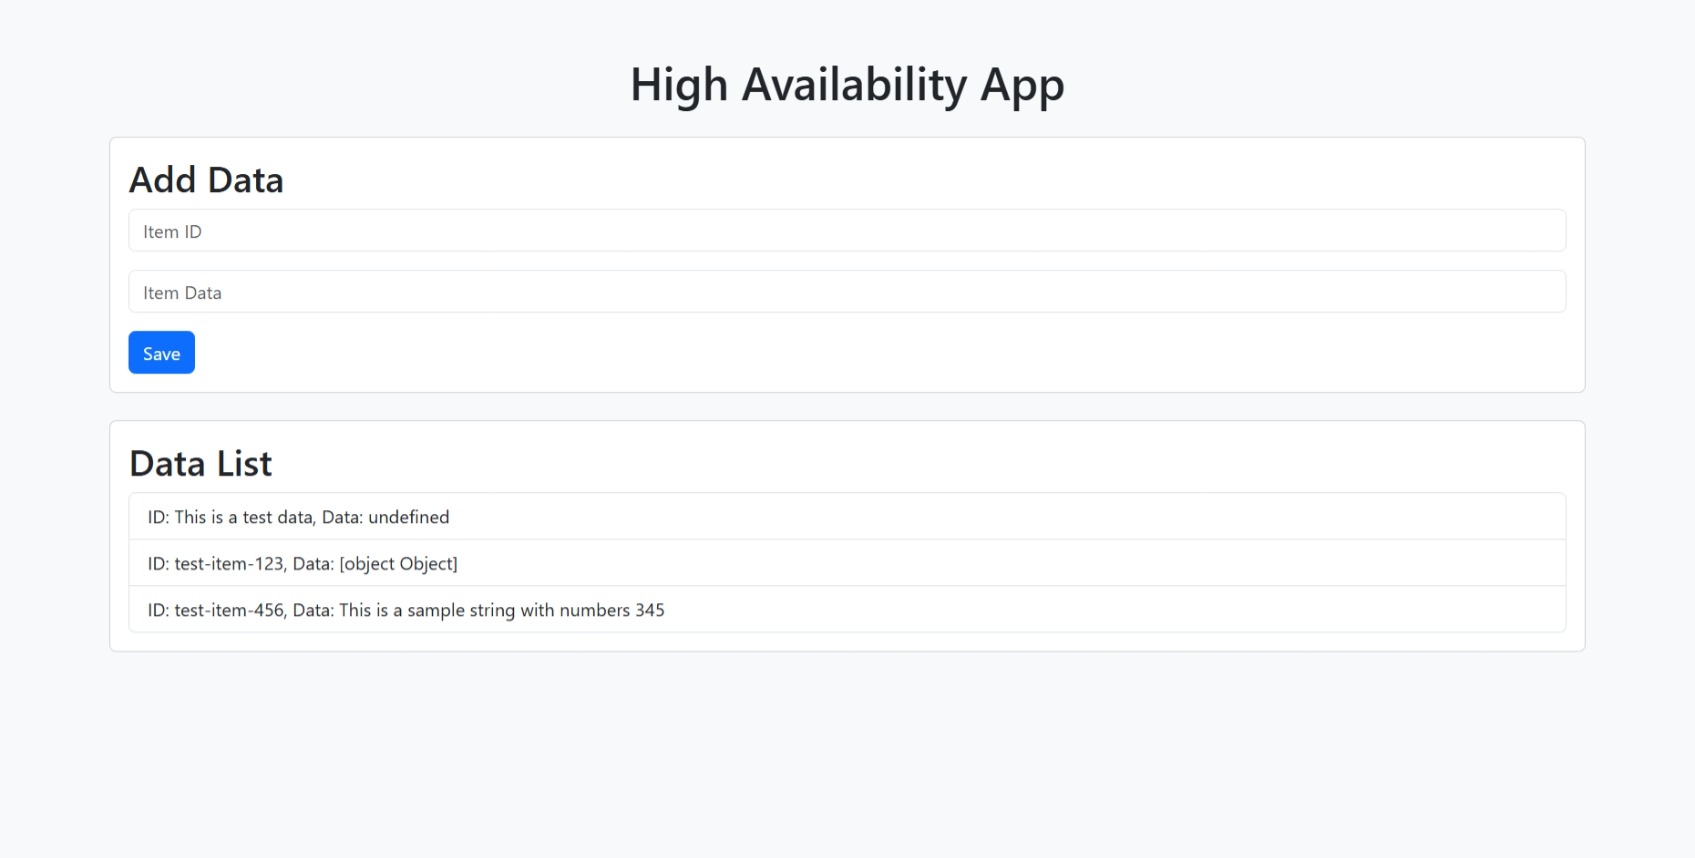 High Availability App
Add Data
Item ID
Item Data
Save
Data List
ID: This is a test data, Data: undefined
ID: test-item-123, Data: [object Object]
ID: test-item-456, Data: This is a sample string with numbers 345